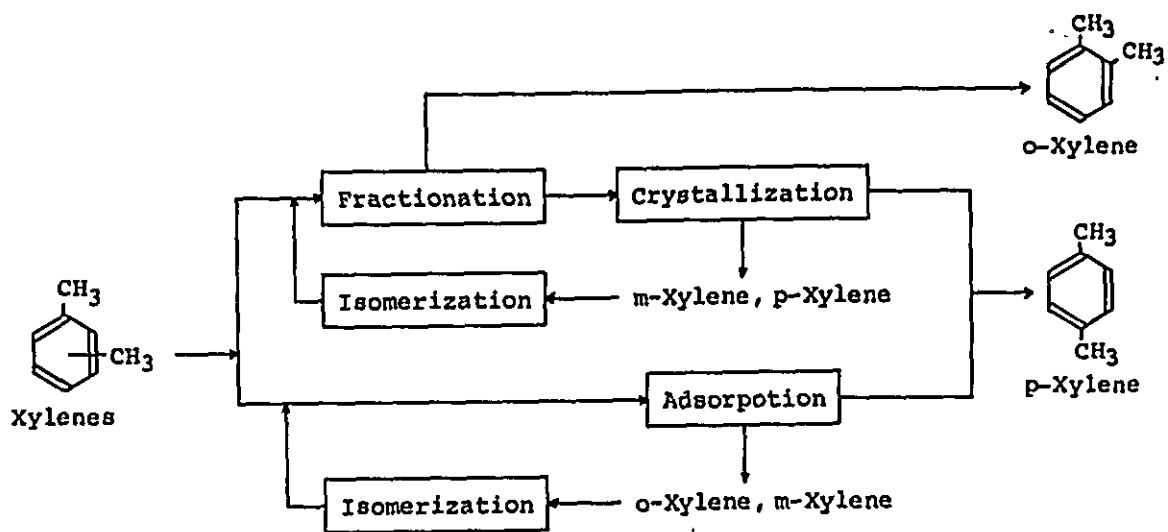 CH3
CH3
o-Xylene
Fractionation
Crystallization
CH3
Isomerization
m-Xylene, p-Xylene
CH3
CH3
CH3
p-Xylene
Xylenes
Adsorpotion
Isomerization
o-Xylene, m-Xylene